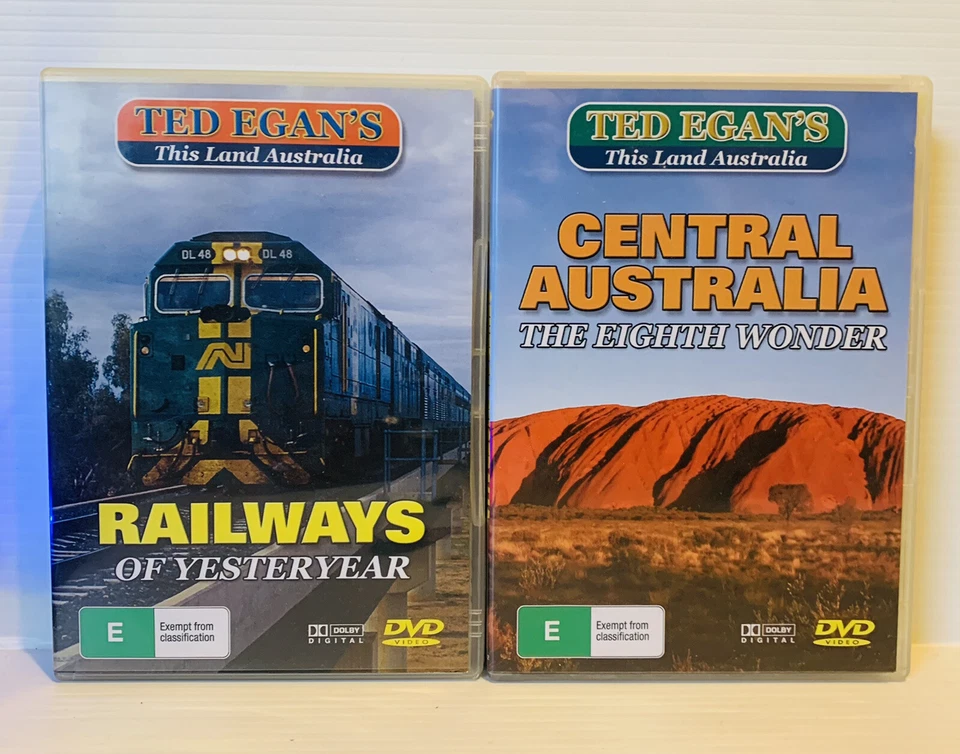 TED EGAN'S
This Land Australia
DL 48 DL 48
AN
RAILWAYS
OF YESTERYEAR
E
Exempt from
classification
DOLBY
DIGITAL
DVD
VIDEO
TED EGAN'S
This Land Australia
CENTRAL
AUSTRALIA
THE EIGHTH WONDER
E
Exempt from
classification
DOLBY
DIGITAL
DVD
VIDEO